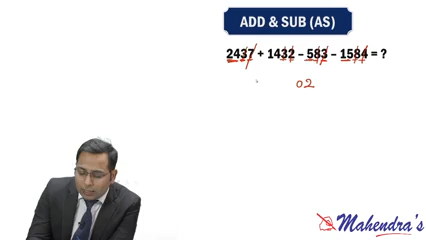 ADD & SUB (AS)
2437 + 1432 – 583 – 1584 = ?
02
Mahendra's